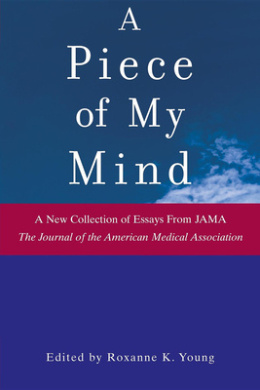 A
Piece
of My
Mind
A New Collection of Essays From JAMA
The Journal of the American Medical Association
Edited by Roxanne K. Young